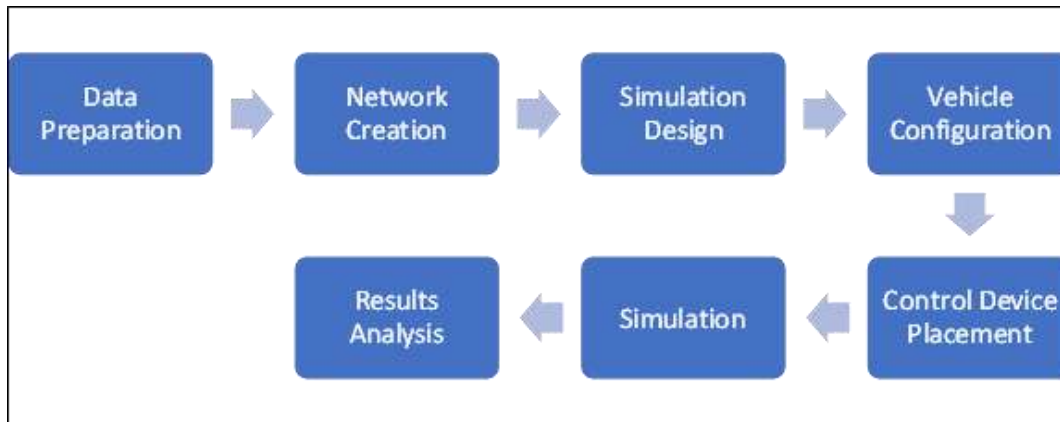 Data
Preparation
Network
Creation
Simulation
Design
Vehicle
Configuration
Control Device
Placement
Simulation
Results
Analysis